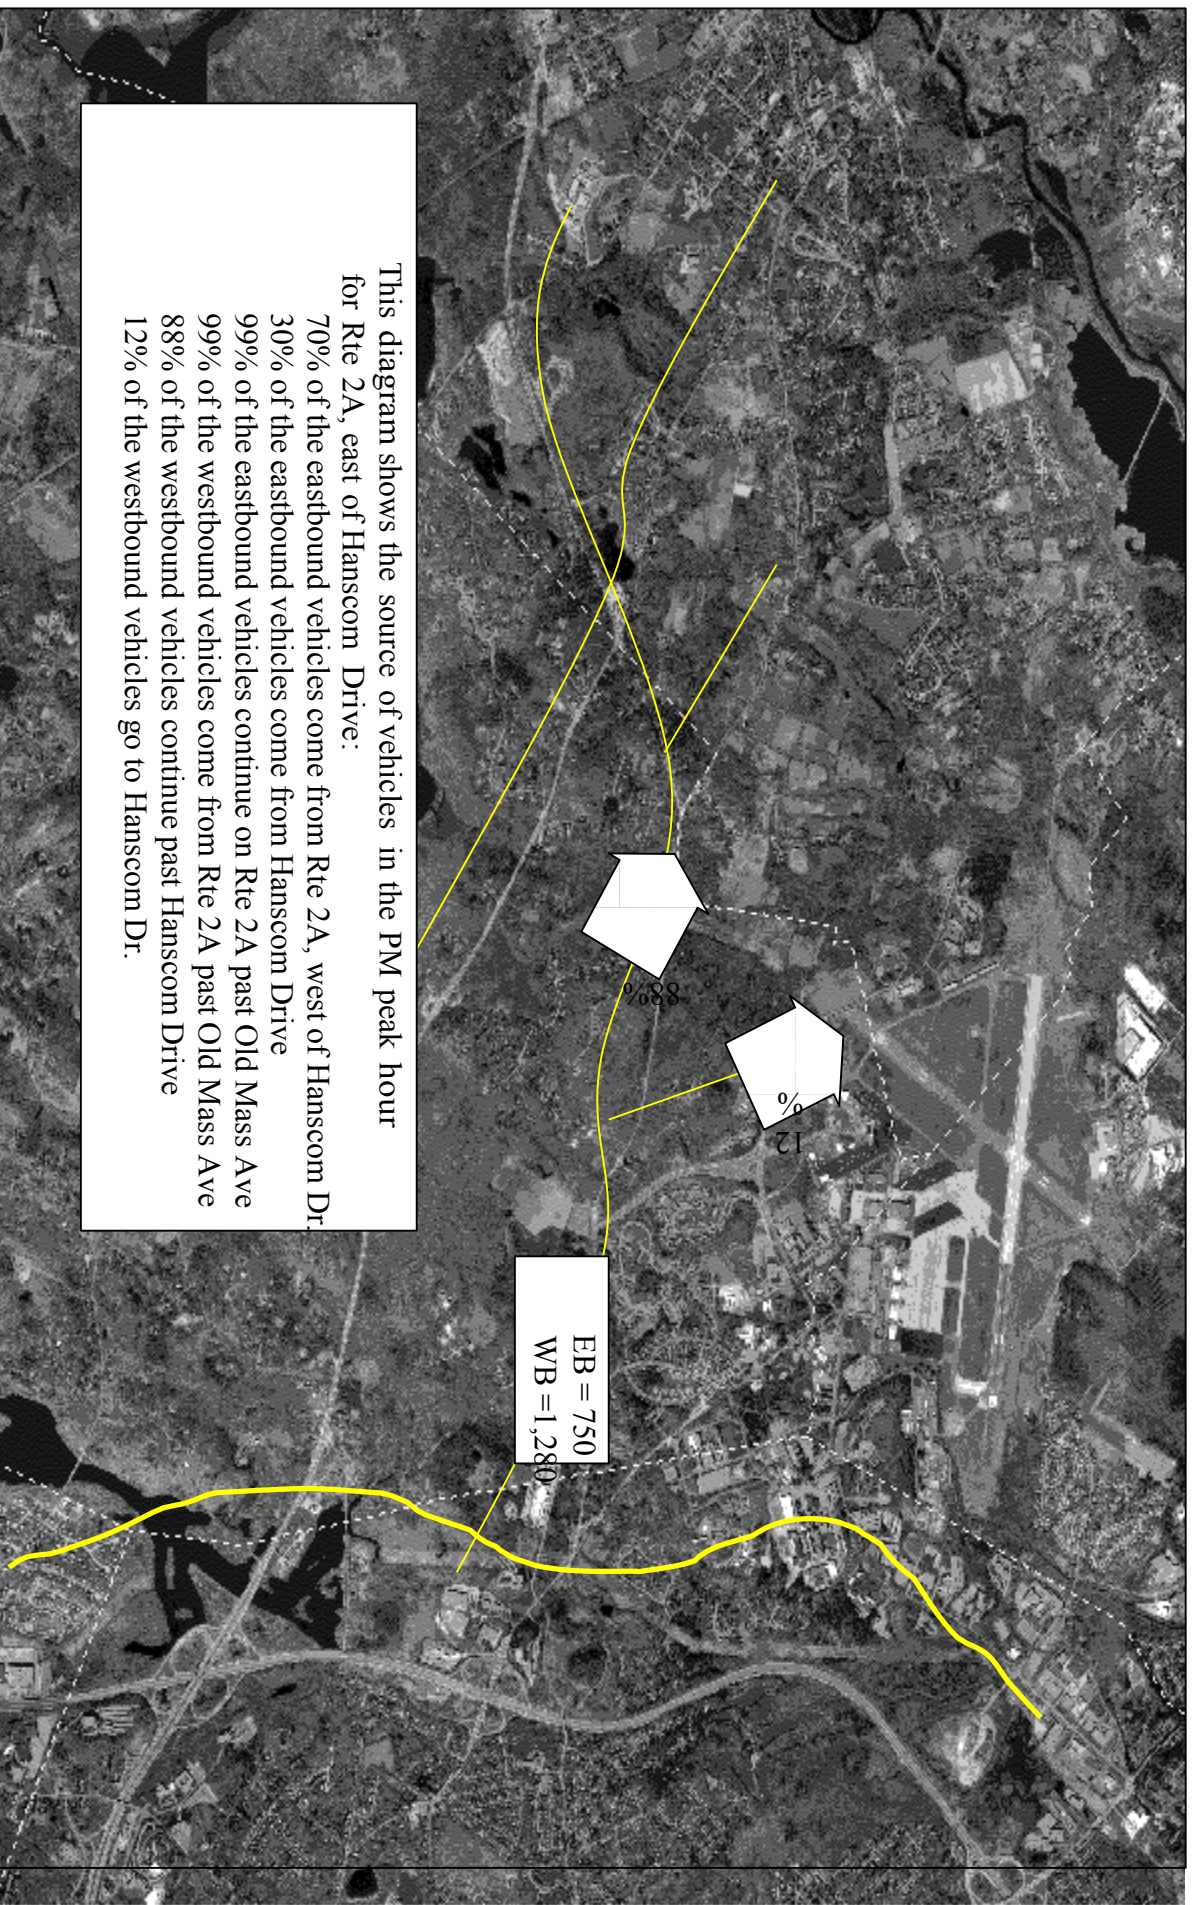 This diagram shows the source of vehicles in the PM peak hour
for Rte 2A, east of Hanscom Drive:
70% of the eastbound vehicles come from Rte 2A, west of Hanscom Dr.
30% of the eastbound vehicles come from Hanscom Drive
99% of the eastbound vehicles continue on Rte 2A past Old Mass Ave
99% of the westbound vehicles come from Rte 2A past Old Mass Ave
88% of the westbound vehicles continue past Hanscom Drive
12% of the westbound vehicles go to Hanscom Dr.
88%
12
%
EB = 750
WB =1,280